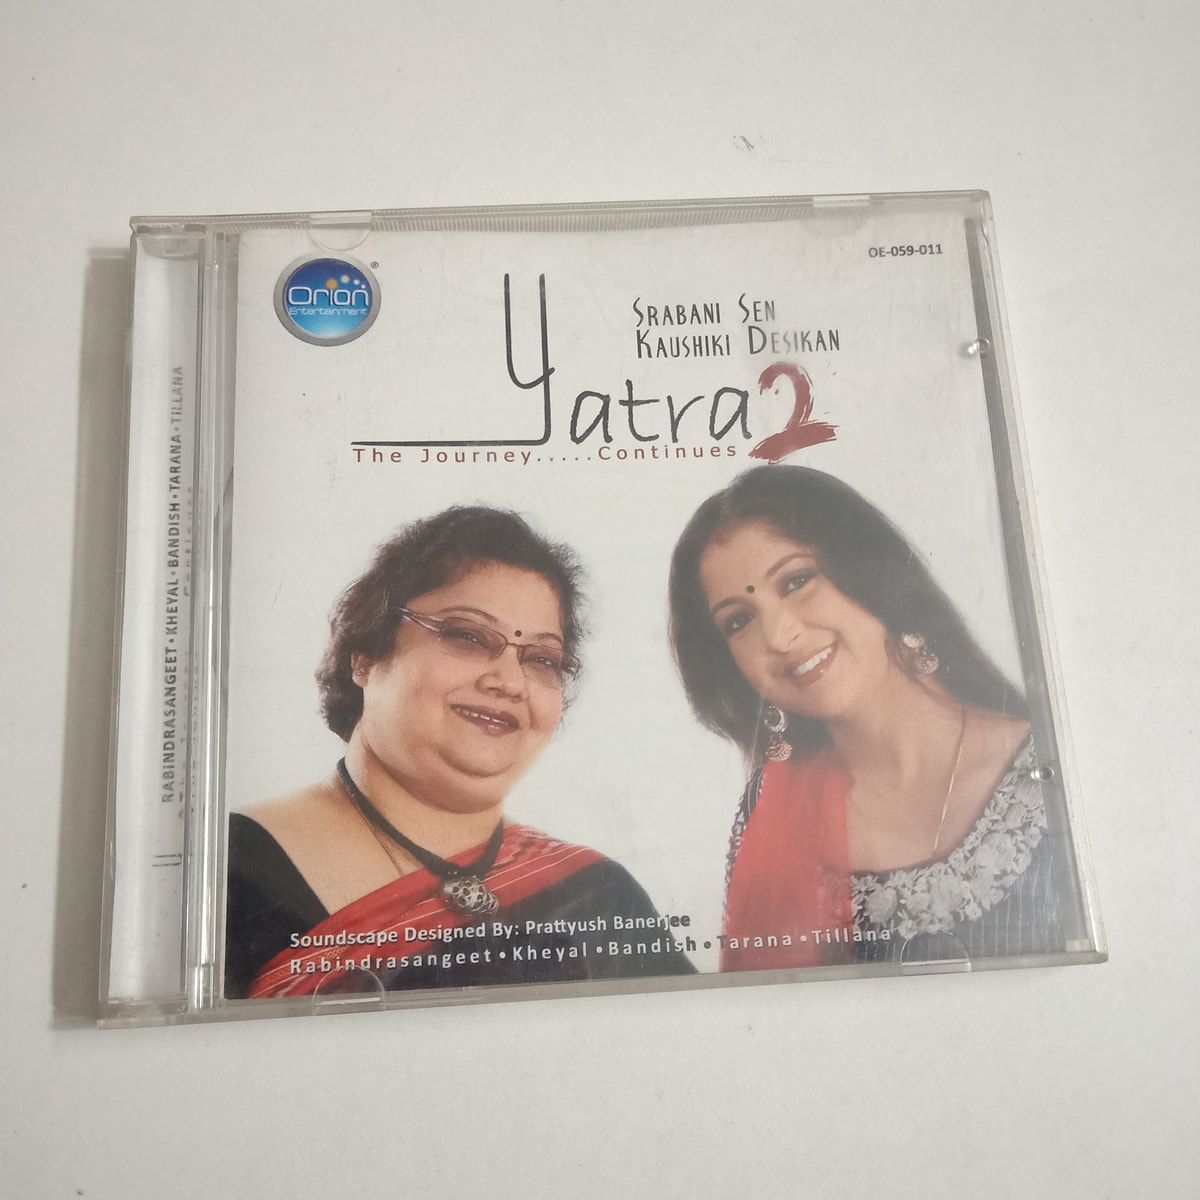 Orion
Entertainment
®
OE-059-011
SRABANI SEN
KAUSHIKI DESIKAN
Yatra 2
The Journey.....Continues
Soundscape Designed By: Prattyush Banerjee
Rabindrasangeet • Kheyal • Bandish • Tarana • Tillana
RABINDRASANGEET • KHEYAL • BANDISH • TARANA • TILLANA